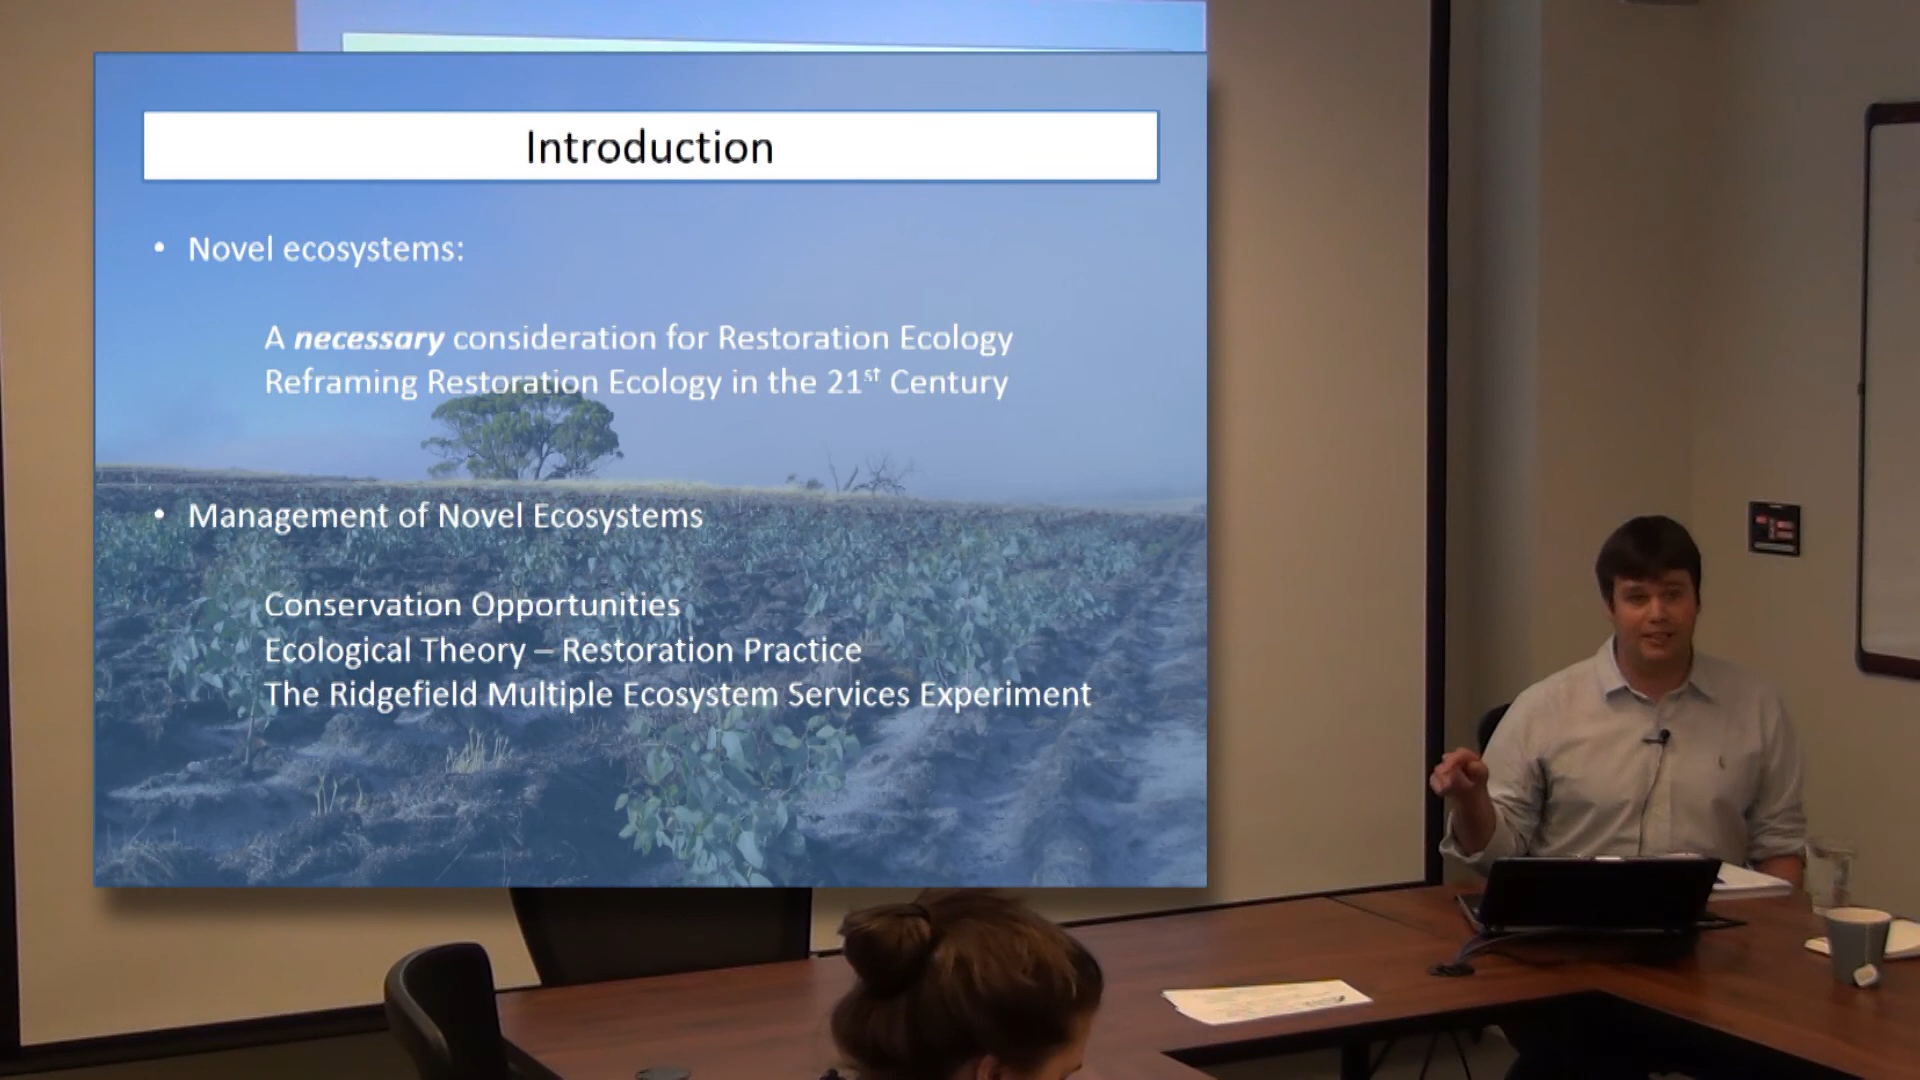 Introduction
• Novel ecosystems:
A necessary consideration for Restoration Ecology
Reframing Restoration Ecology in the 21st Century
• Management of Novel Ecosystems
Conservation Opportunities
Ecological Theory – Restoration Practice
The Ridgefield Multiple Ecosystem Services Experiment